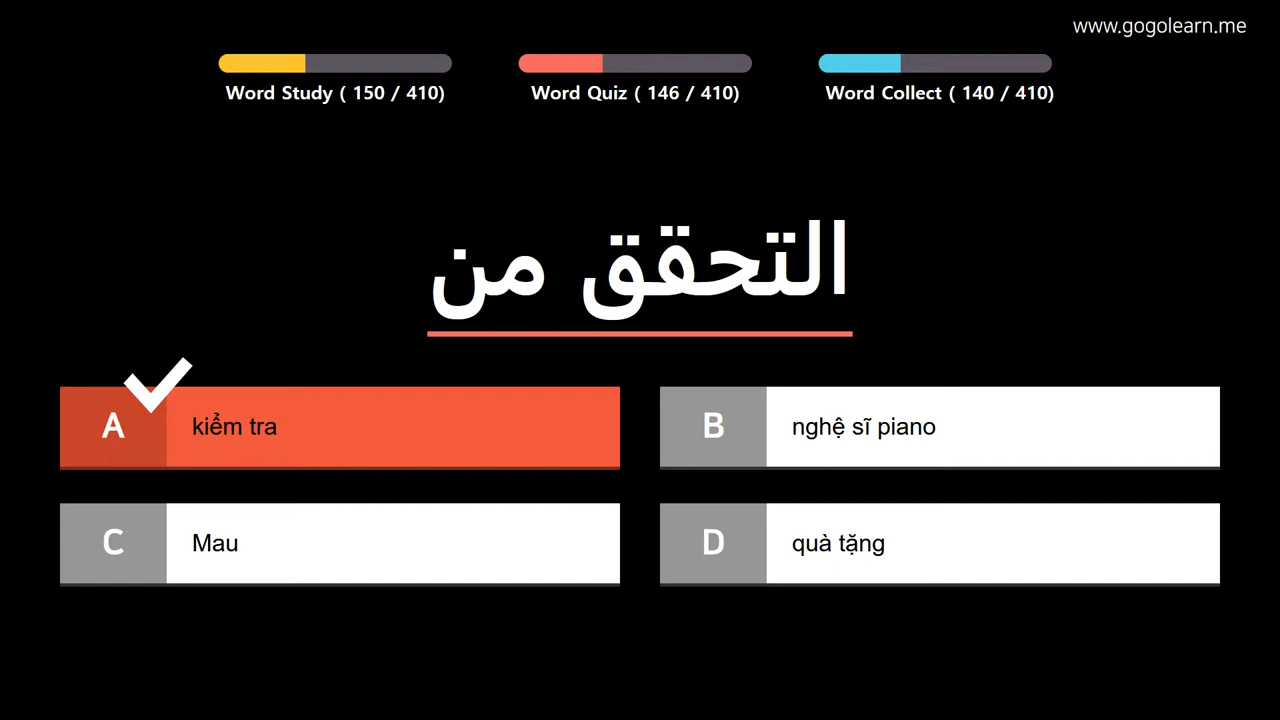 www.gogolearn.me
Word Study ( 150 / 410)
Word Quiz ( 146 / 410)
Word Collect ( 140 / 410)
التحقق من
A kiểm tra
B nghệ sĩ piano
C Mau
D quà tặng